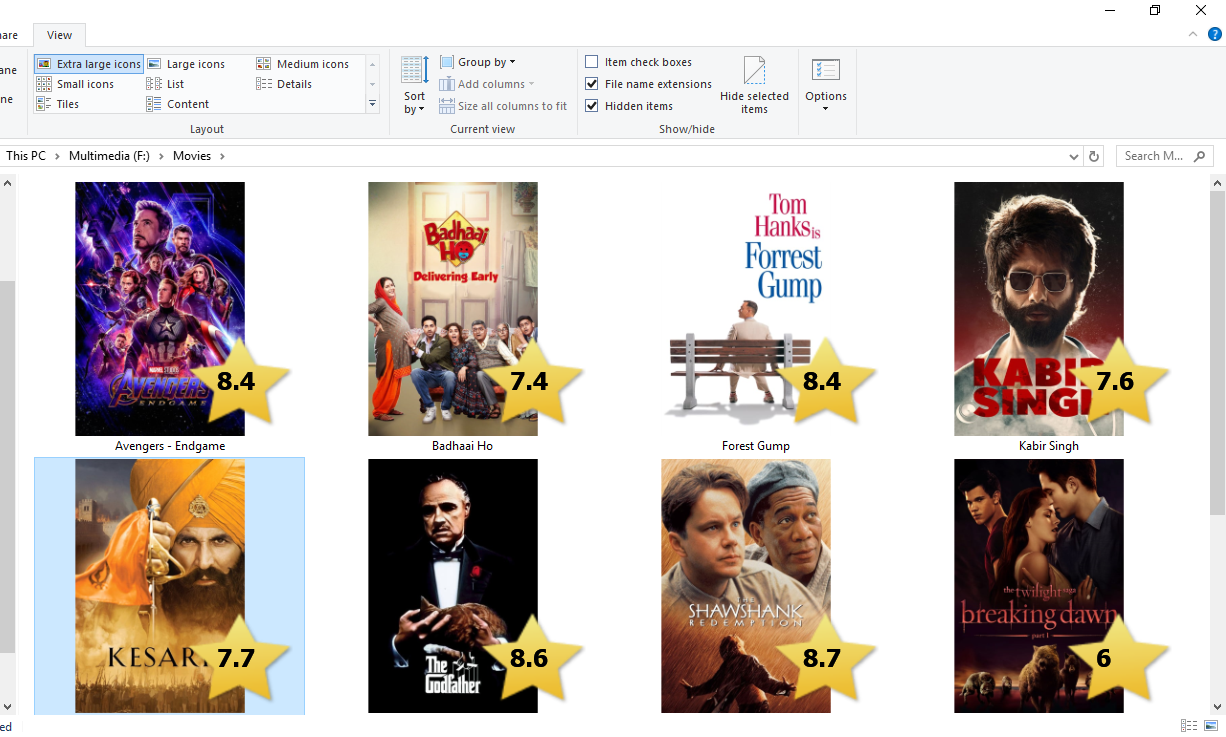 are
View
ane
ne
Extra large icons
Large icons
Medium icons
Small icons
List
Details
Tiles
Content
Layout
Sort by
Group by
Add columns
Size all columns to fit
Current view
Item check boxes
File name extensions
Hidden items
Hide selected items
Show/hide
Options
?
This PC > Multimedia (F:) > Movies >
Search M...
MARVEL STUDIOS
AVENGERS
ENDGAME
8.4
Avengers - Endgame
Badhaai
Ho
Delivering Early
7.4
Badhaai Ho
Tom
Hanks is
Forrest
Gump
8.4
Forest Gump
KABIR
SINGH
7.6
Kabir Singh
KESARI
7.7
The
Godfather
8.6
THE
SHAWSHANK
REDEMPTION
8.7
the twilight saga
breaking dawn
part 1
6
ed